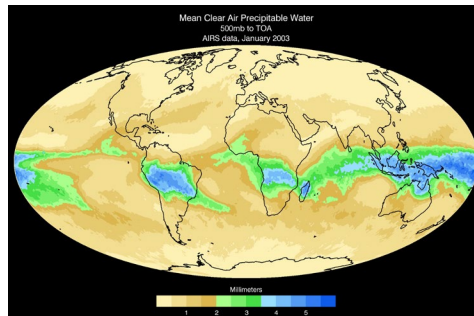 Mean Clear Air Precipitable Water
500mb to TOA
AIRS data, January 2003
Millimeters
1 2 3 4 5